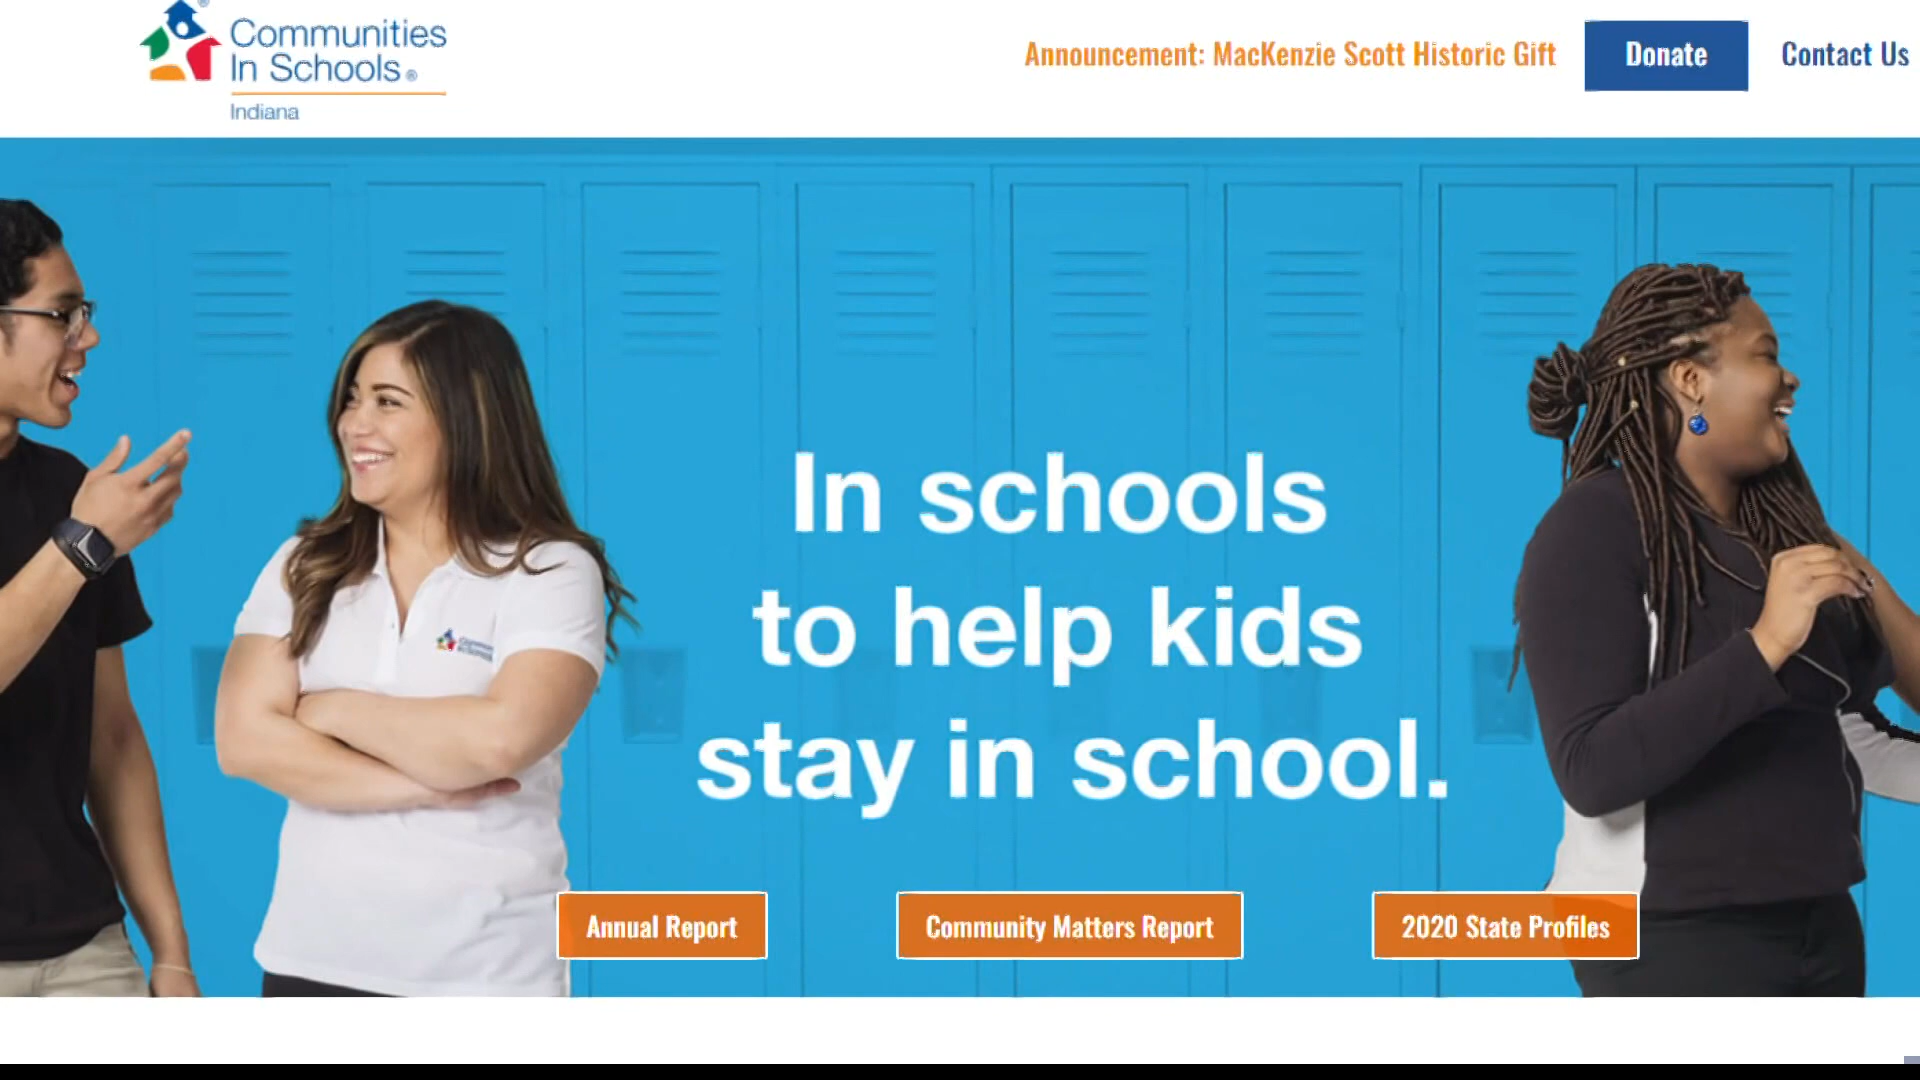 Communities
In Schools®
Indiana
Announcement: MacKenzie Scott Historic Gift
Donate
Contact Us
In schools
to help kids
stay in school.
Annual Report
Community Matters Report
2020 State Profiles